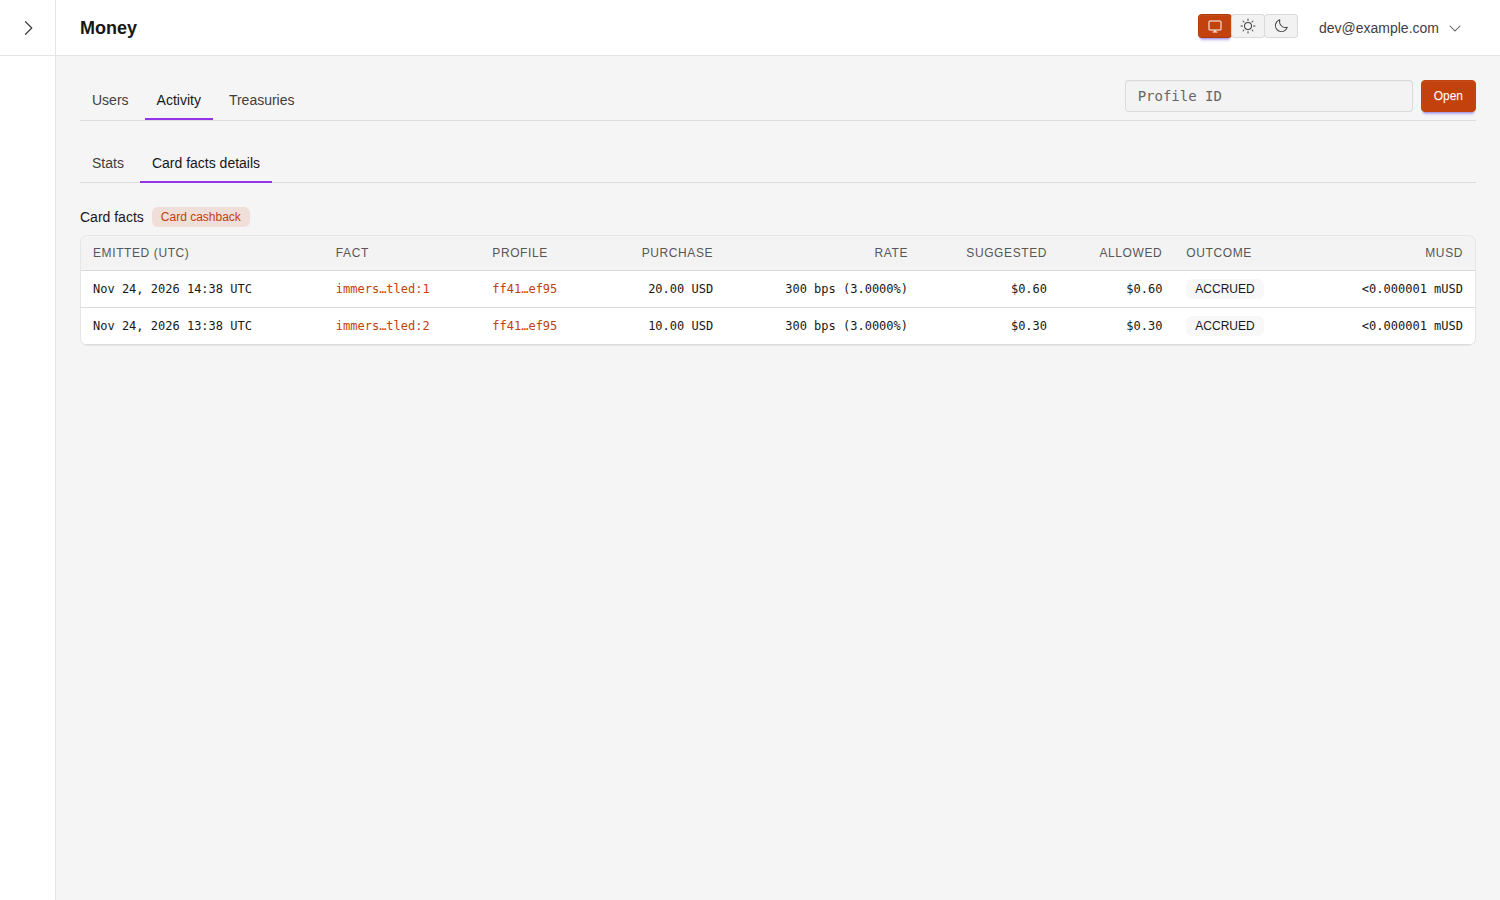 Money
dev@example.com
Users Activity Treasuries
Profile ID
Open
Stats Card facts details
Card facts Card cashback
EMITTED (UTC) FACT PROFILE PURCHASE RATE SUGGESTED ALLOWED OUTCOME MUSD
Nov 24, 2026 14:38 UTC immers…tled:1 ff41…ef95 20.00 USD 300 bps (3.0000%) $0.60 $0.60 ACCRUED <0.000001 mUSD
Nov 24, 2026 13:38 UTC immers…tled:2 ff41…ef95 10.00 USD 300 bps (3.0000%) $0.30 $0.30 ACCRUED <0.000001 mUSD